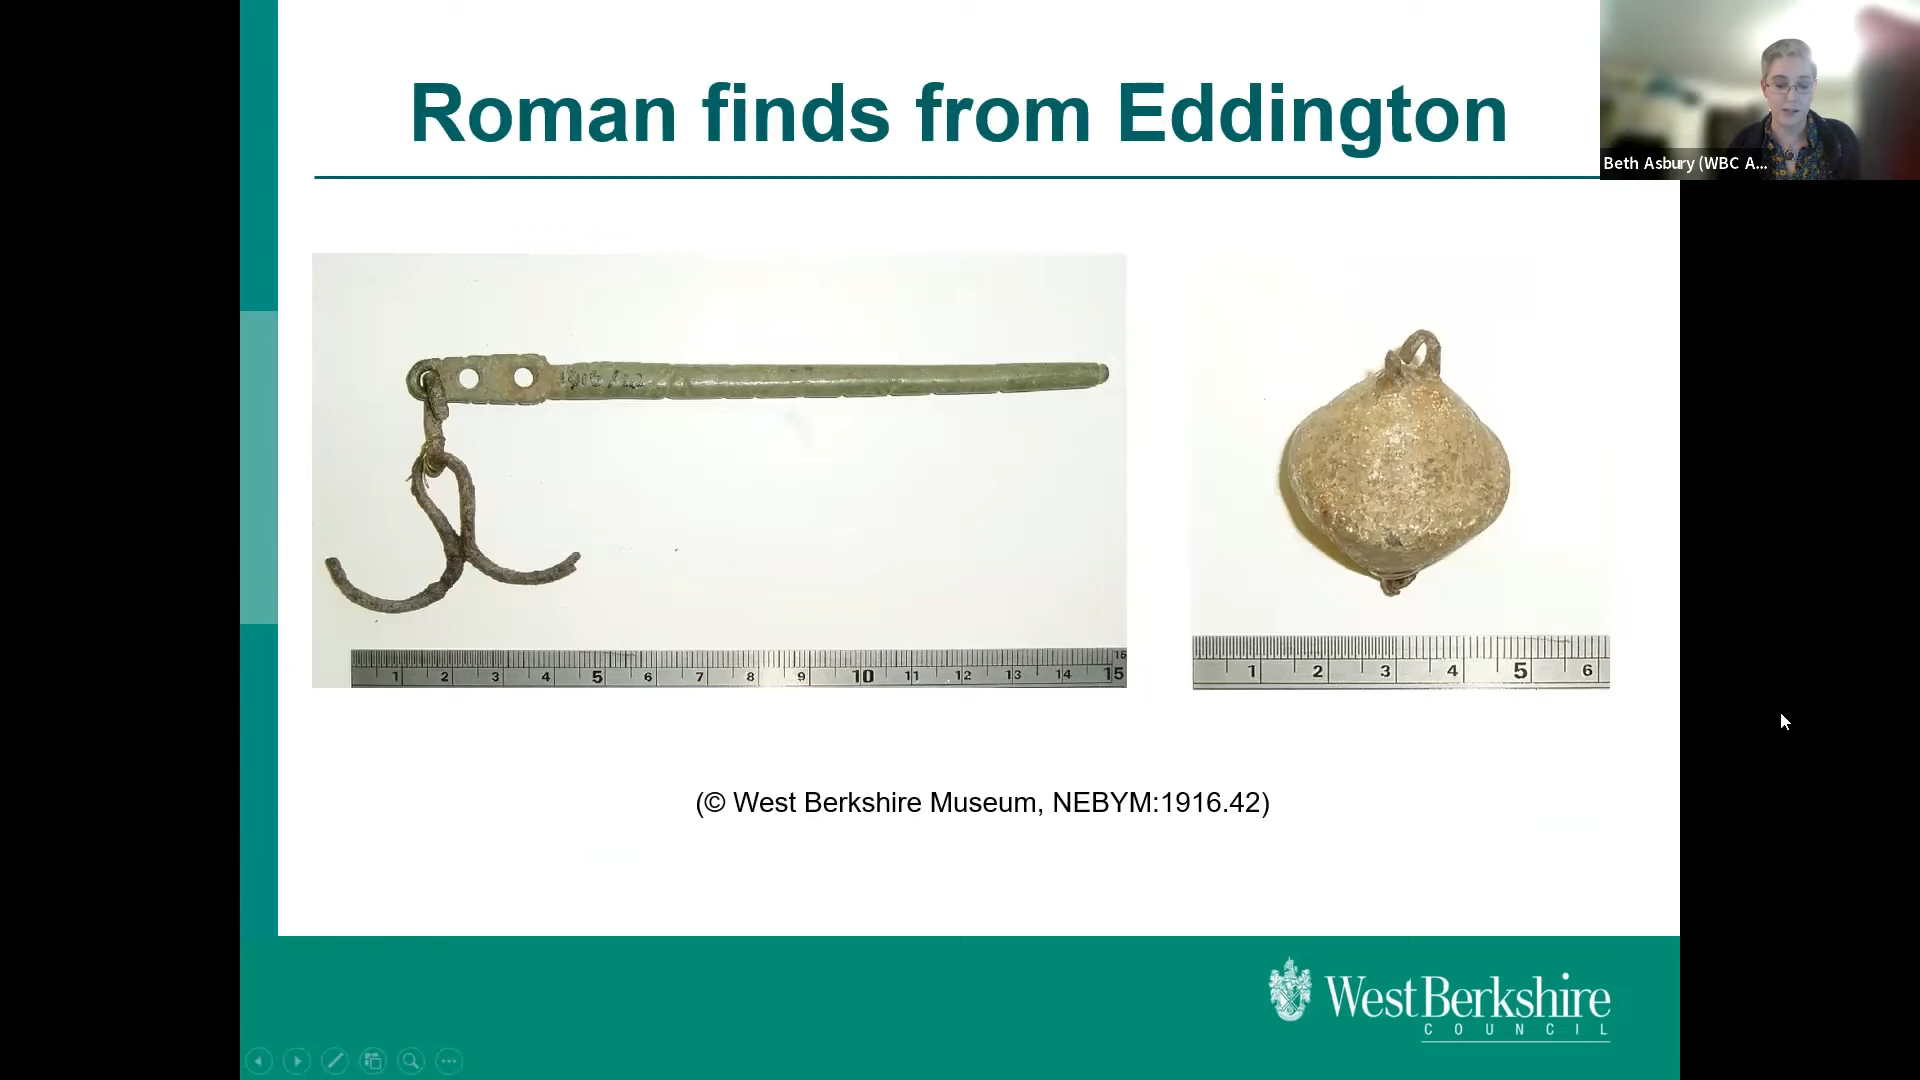 Roman finds from Eddington
Beth Asbury (WBC A...
1 2 3 4 5 6 7 8 9 10 11 12 13 14 15
15
1 2 3 4 5 6
(© West Berkshire Museum, NEBYM:1916.42)
West Berkshire
COUNCIL